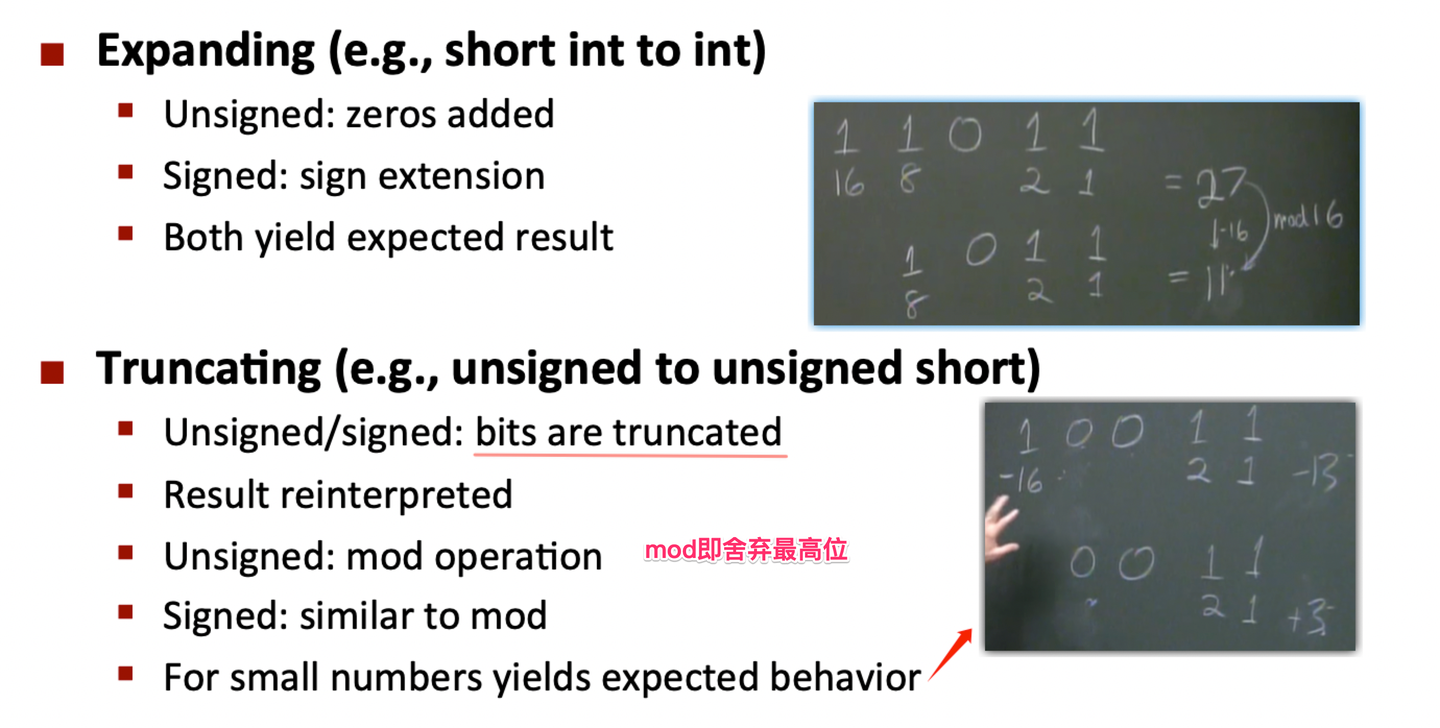 Expanding (e.g., short int to int)
Unsigned: zeros added
Signed: sign extension
Both yield expected result
1 1 0 1 1
16 8 2 1 = 27
mod 16
-16
1 0 1 1
8 2 1 = 11
Truncating (e.g., unsigned to unsigned short)
Unsigned/signed: bits are truncated
Result reinterpreted
Unsigned: mod operation
mod即舍弃最高位
Signed: similar to mod
For small numbers yields expected behavior
1 0 0 1 1
-16 2 1 -13
0 0 1 1
2 1 +3